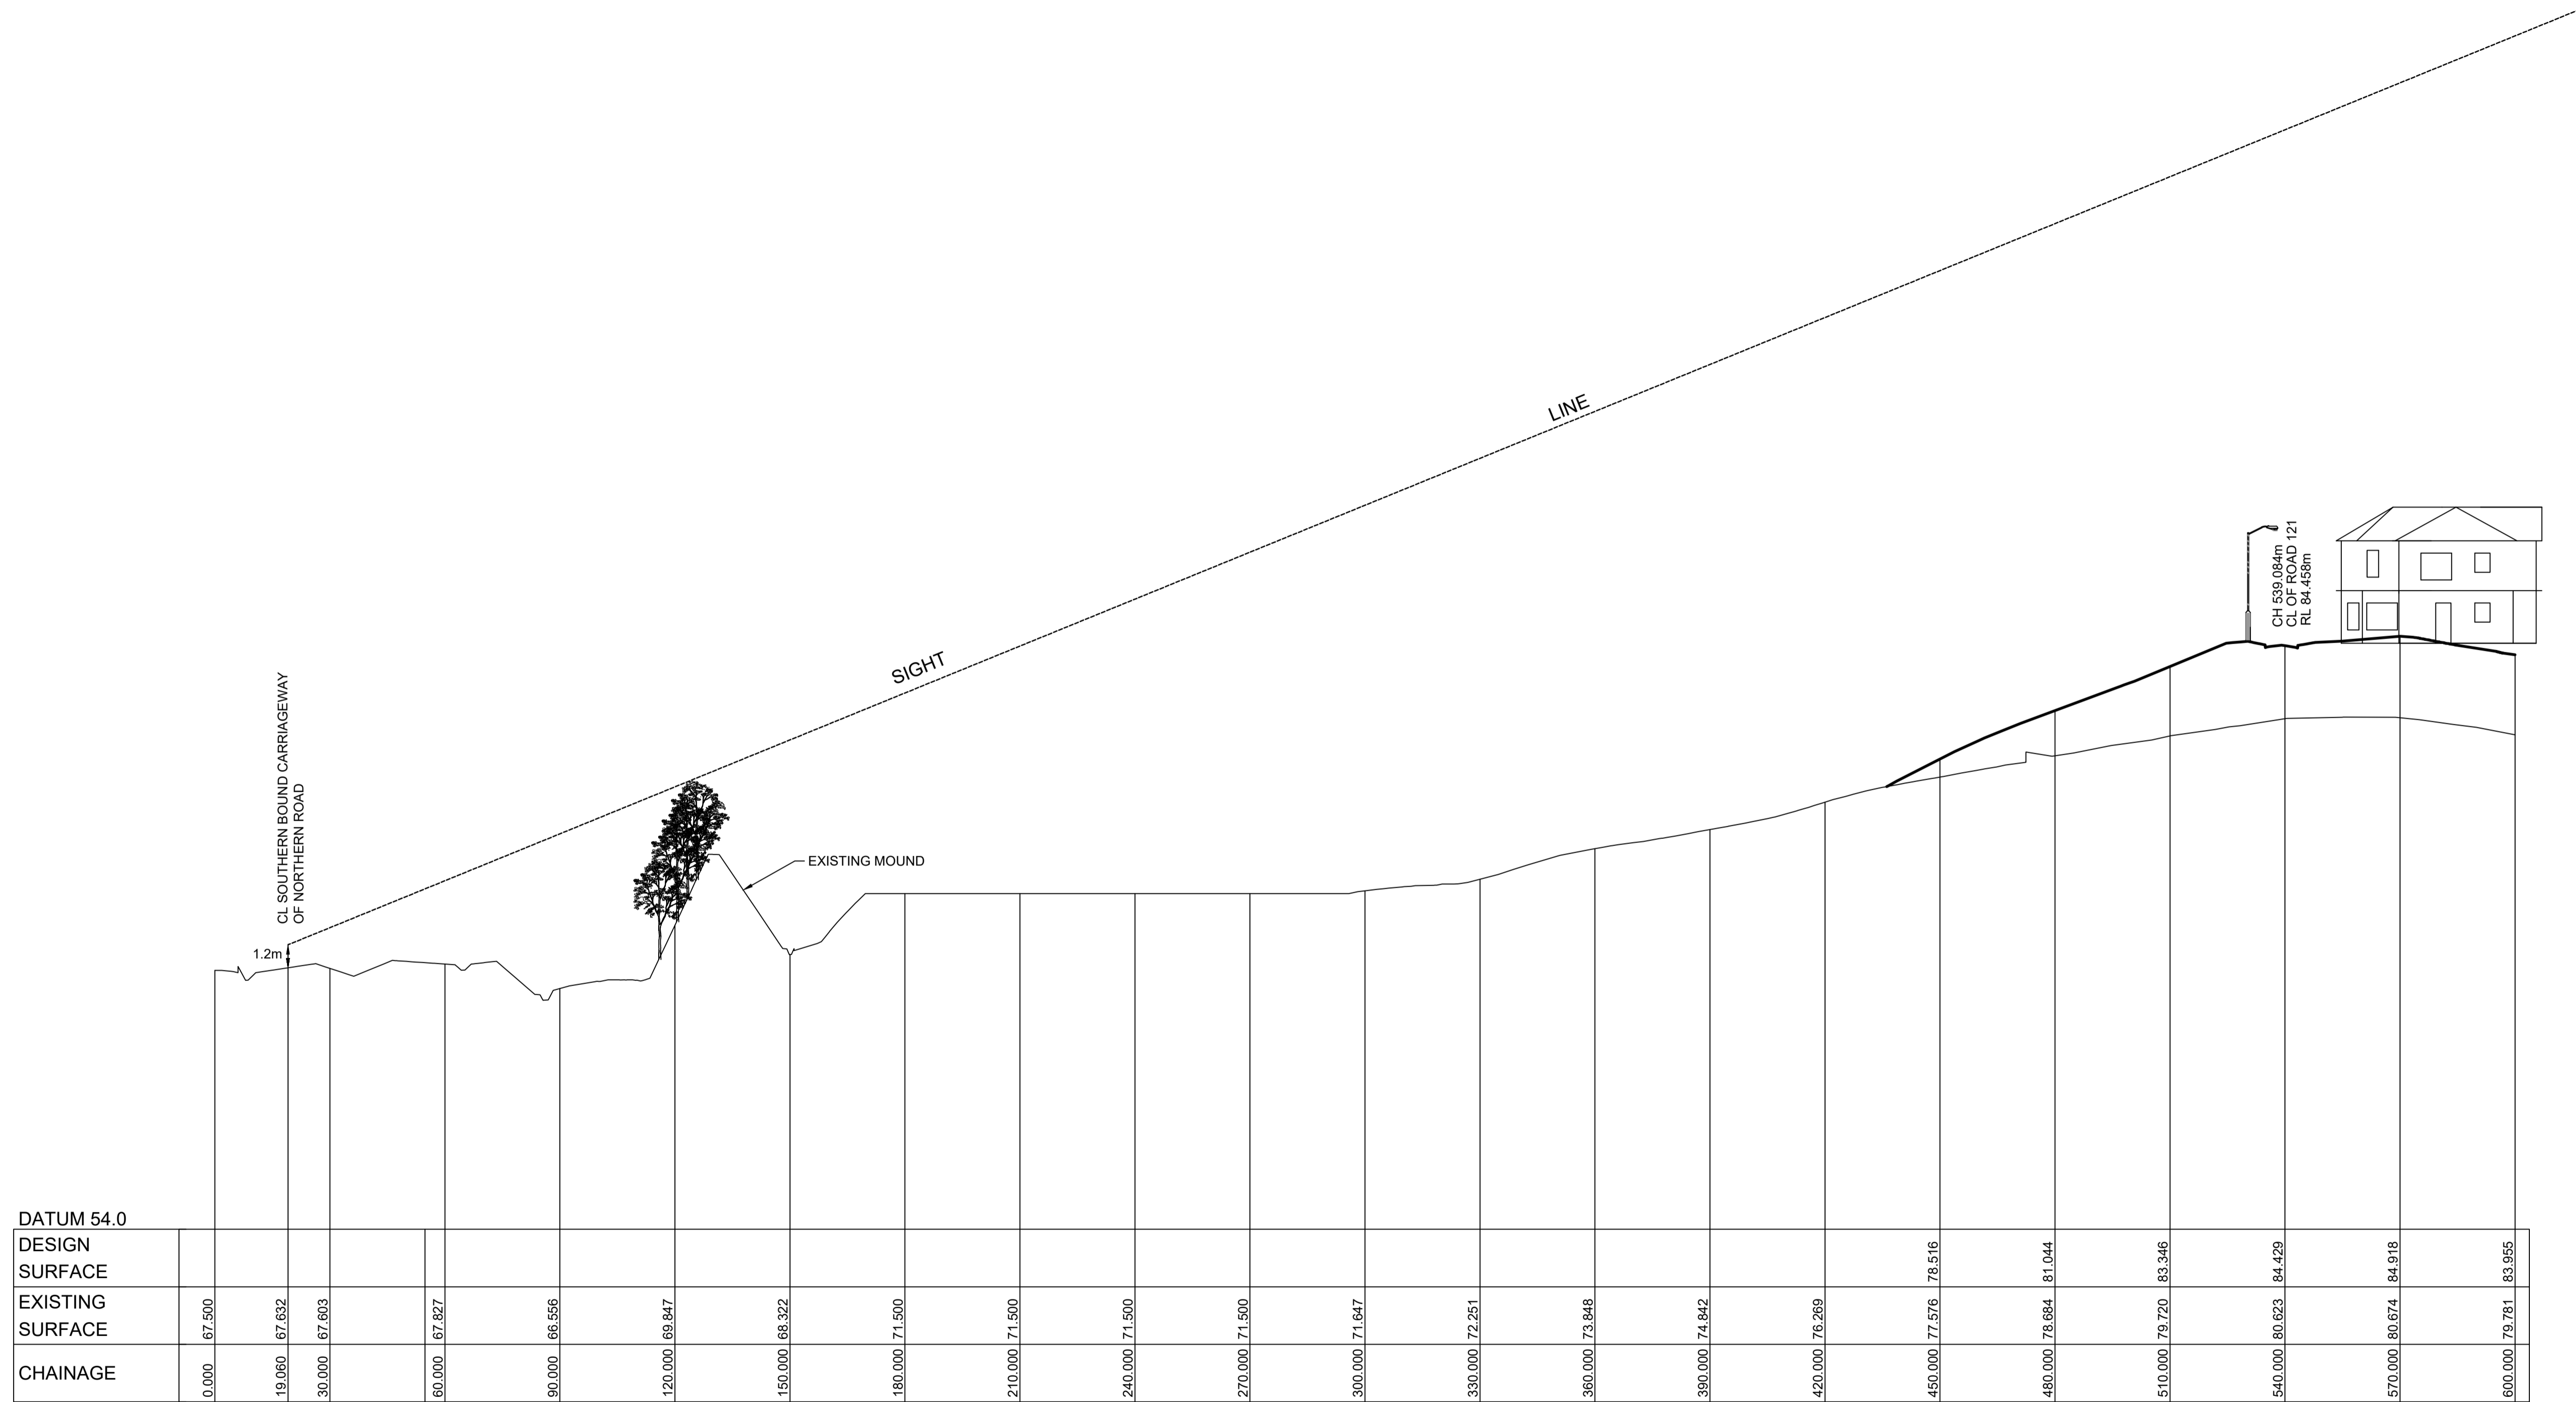 LINE
SIGHT
CL SOUTHERN BOUND CARRIAGEWAY
OF NORTHERN ROAD
1.2m
EXISTING MOUND
CH 539.084m
CL OF ROAD 121
RL 84.458m
DATUM 54.0
DESIGN
SURFACE
78.516 81.044 83.346 84.429 84.918 83.955
EXISTING
SURFACE
67.500 67.632 67.603 67.827 66.556 69.847 68.322 71.500 71.500 71.500 71.500 71.647 72.251 73.848 74.842 76.269 77.576 78.684 79.720 80.623 80.674 79.781
CHAINAGE
0.000 19.060 30.000 60.000 90.000 120.000 150.000 180.000 210.000 240.000 270.000 300.000 330.000 360.000 390.000 420.000 450.000 480.000 510.000 540.000 570.000 600.000